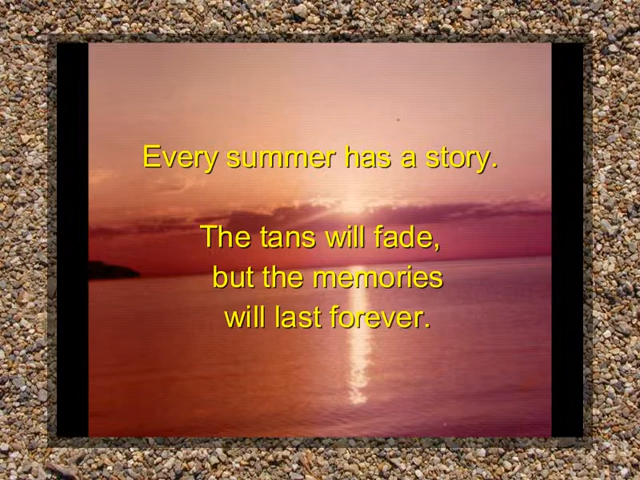 Every summer has a story.
The tans will fade,
but the memories
will last forever.